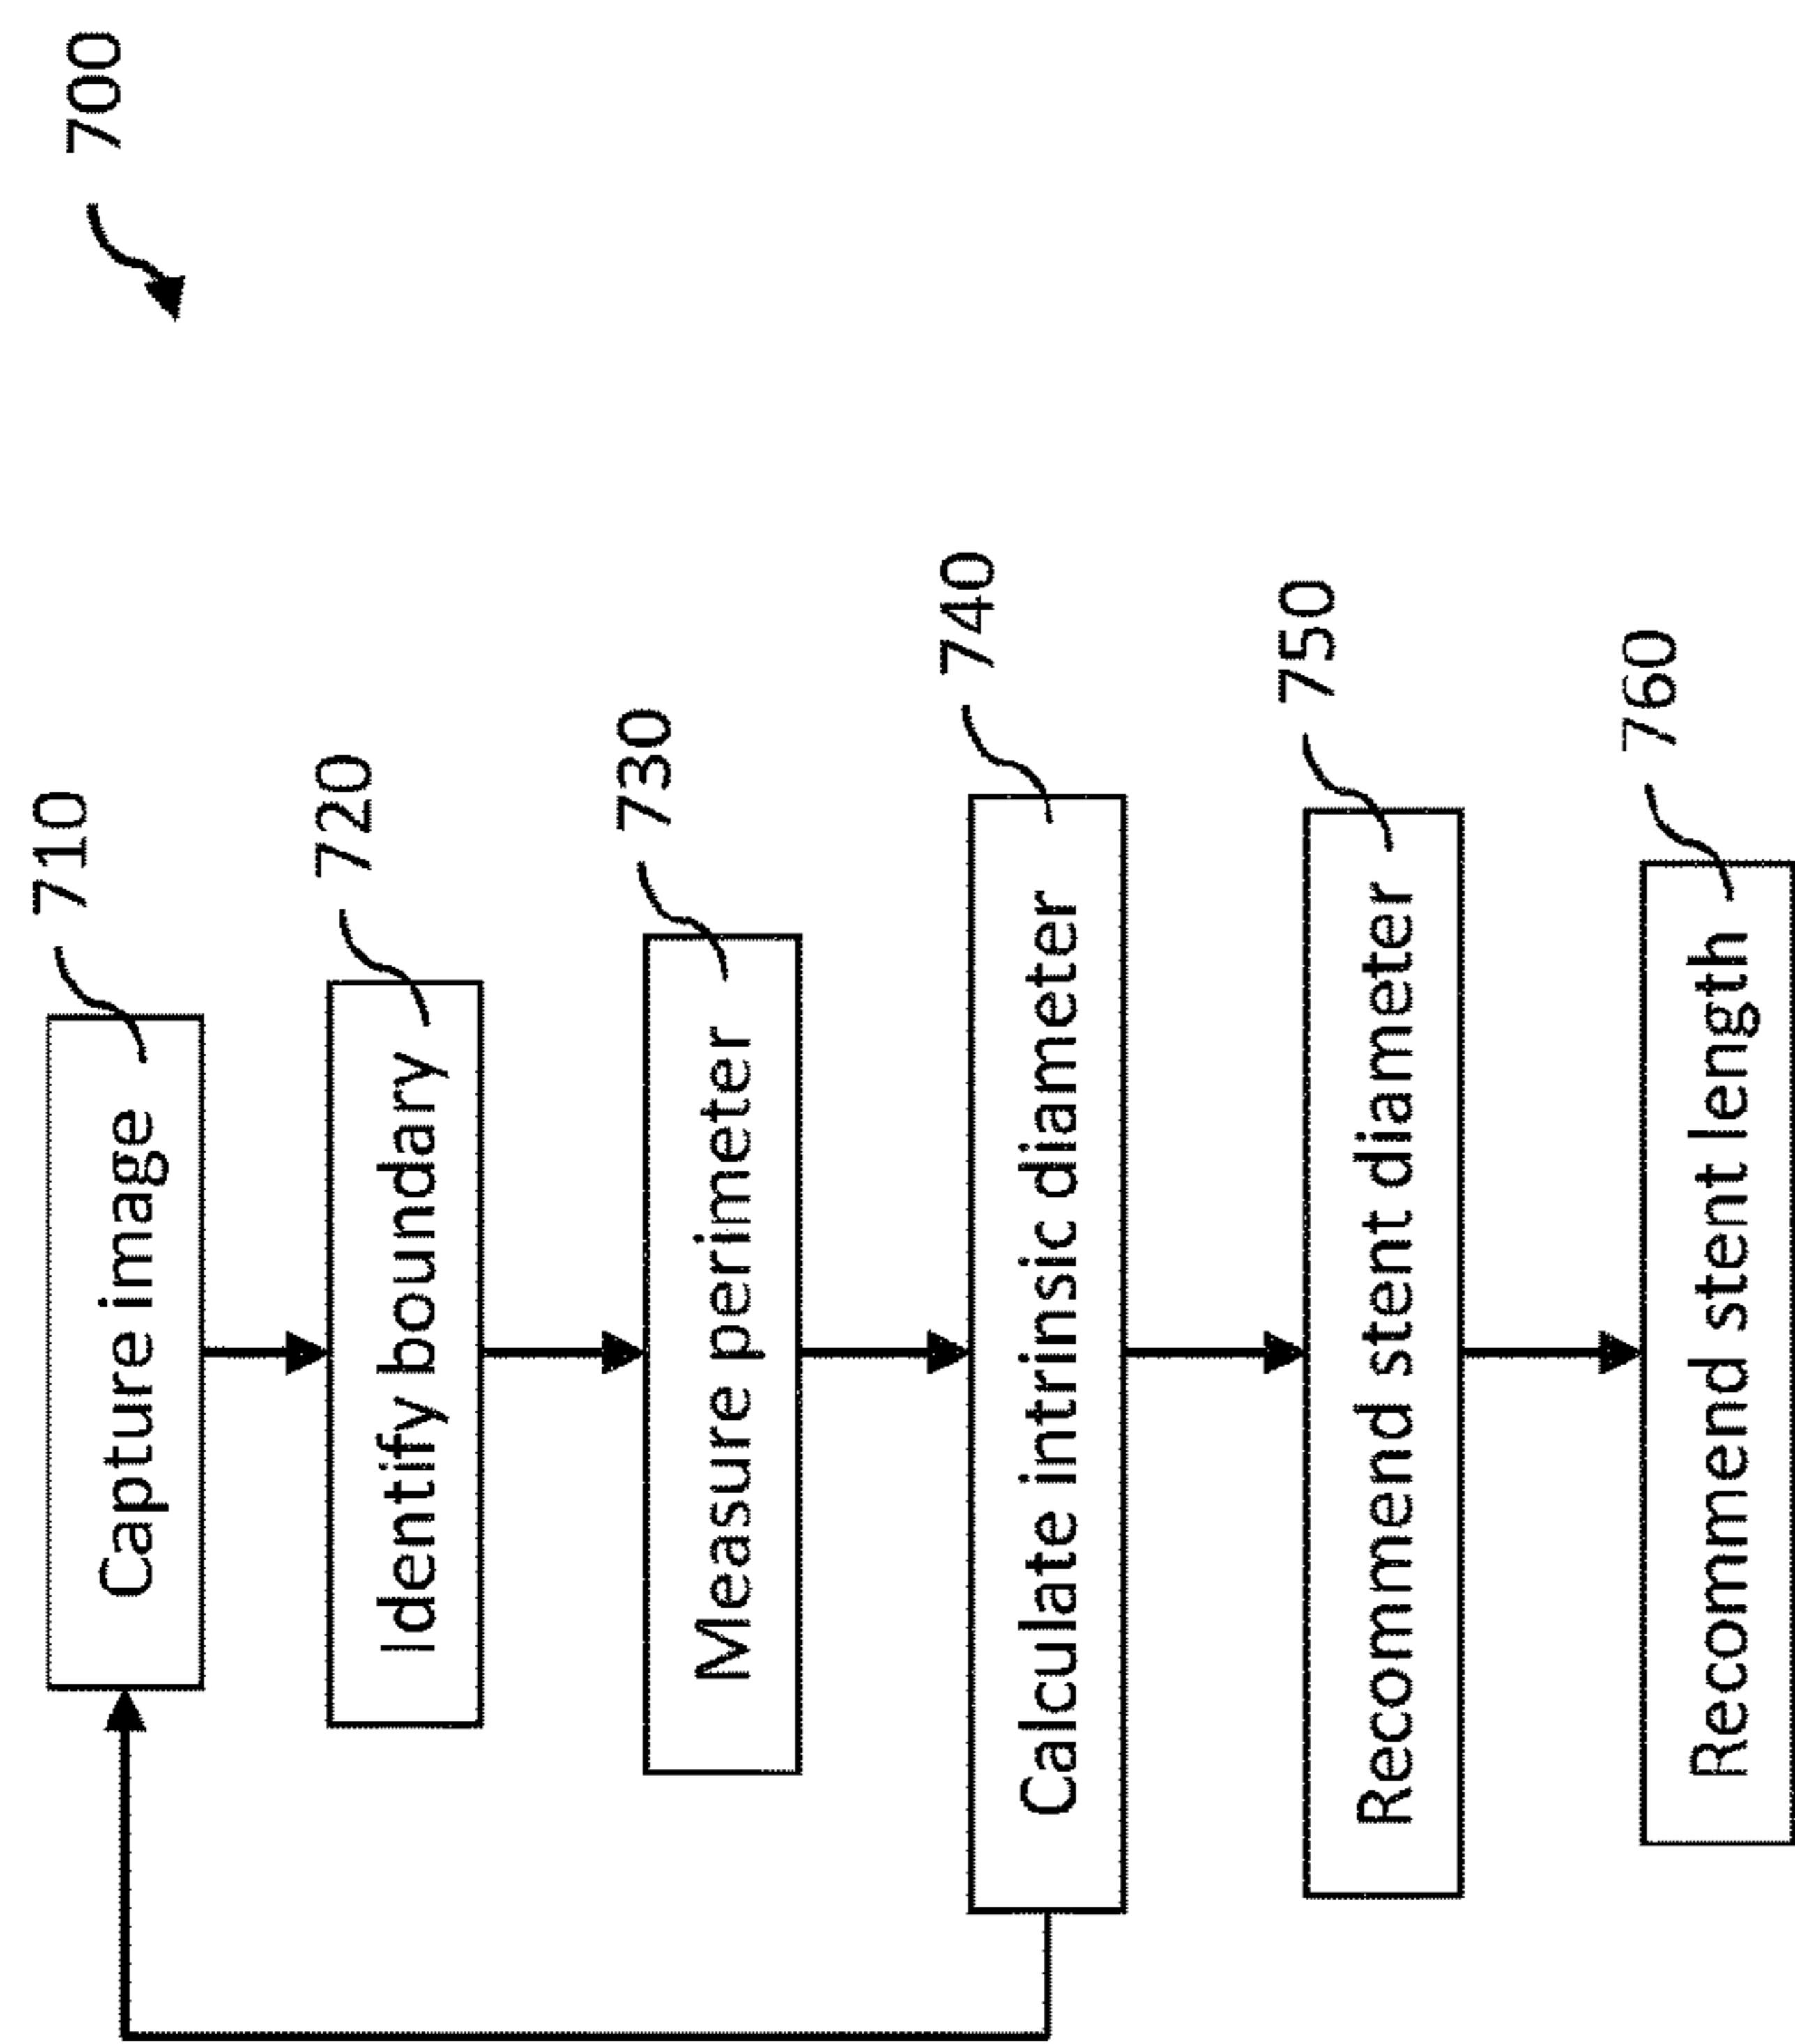 700
710
Capture image
720
Identify boundary
730
Measure perimeter
740
Calculate intrinsic diameter
750
Recommend stent diameter
760
Recommend stent length